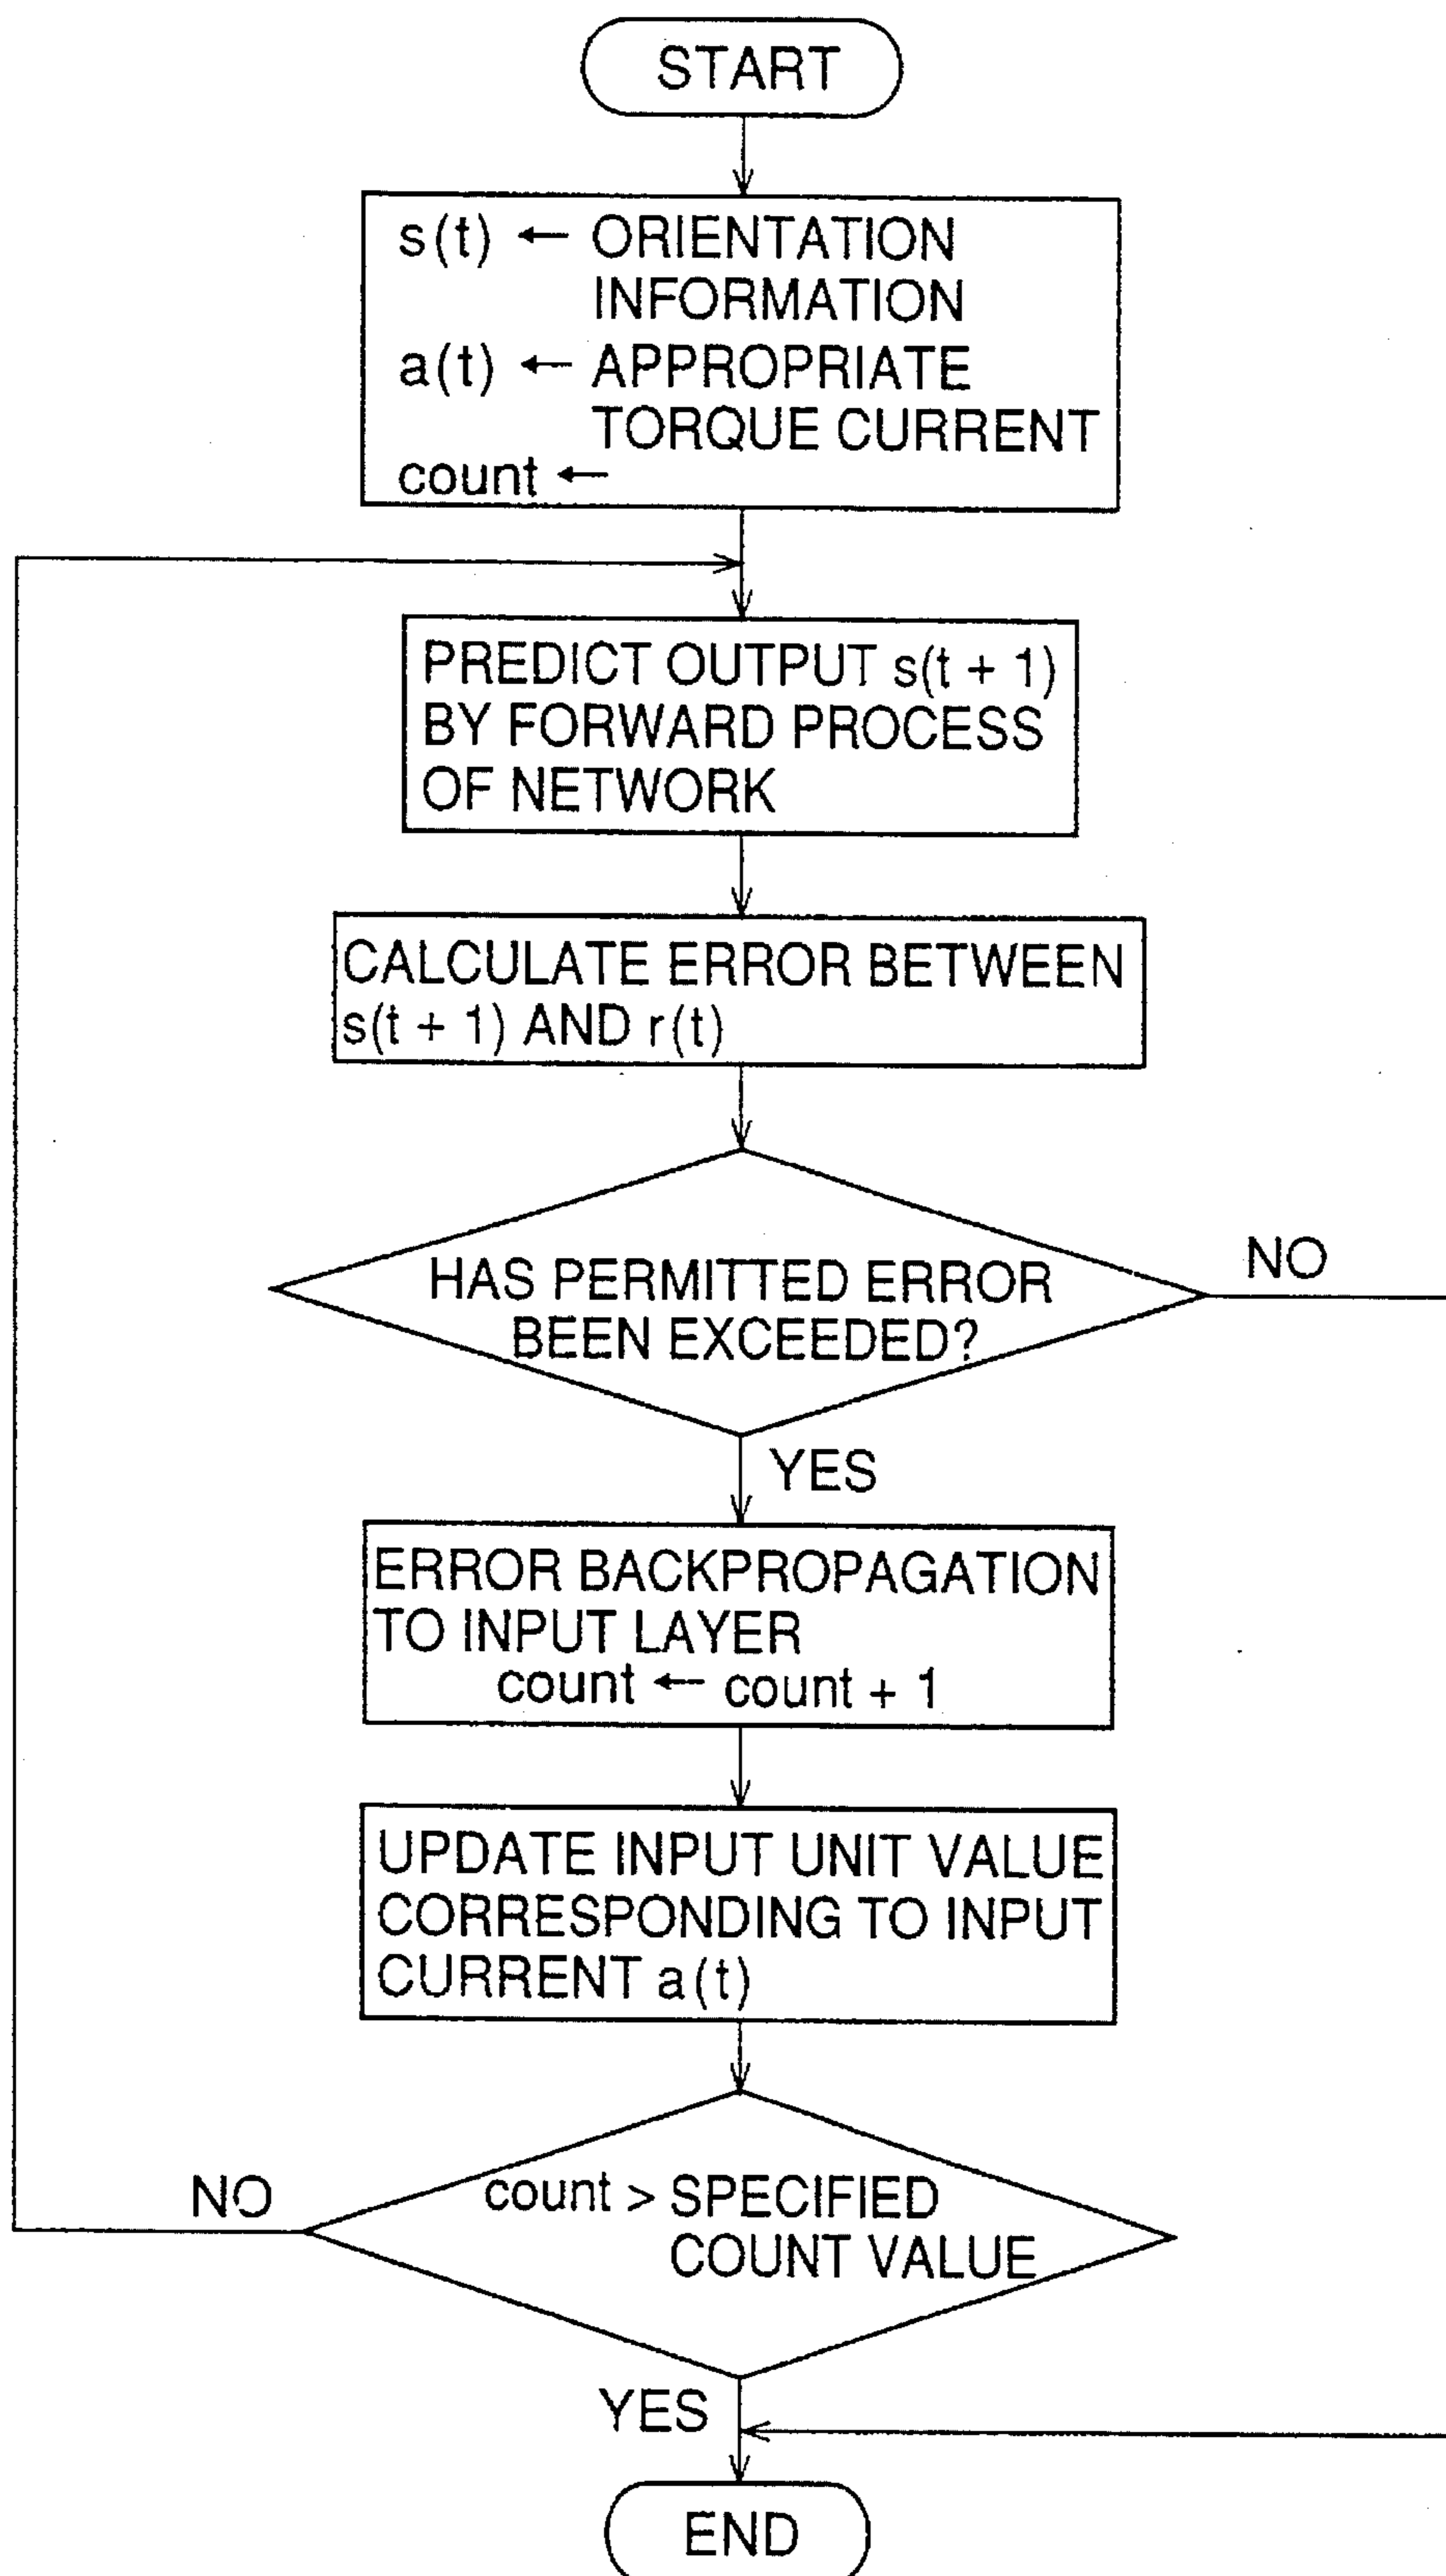 START
s(t) ← ORIENTATION
INFORMATION
a(t) ← APPROPRIATE
TORQUE CURRENT
count ←
PREDICT OUTPUT s(t + 1)
BY FORWARD PROCESS
OF NETWORK
CALCULATE ERROR BETWEEN
s(t + 1) AND r(t)
HAS PERMITTED ERROR
BEEN EXCEEDED?
NO
YES
ERROR BACKPROPAGATION
TO INPUT LAYER
count ← count + 1
UPDATE INPUT UNIT VALUE
CORRESPONDING TO INPUT
CURRENT a(t)
NO
count > SPECIFIED
COUNT VALUE
YES
END